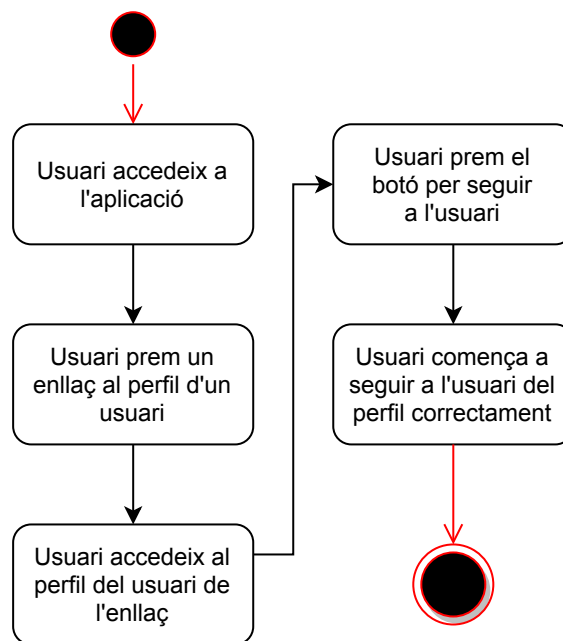 Usuari accedeix a
l'aplicació
Usuari prem un
enllaç al perfil d'un
usuari
Usuari accedeix al
perfil del usuari de
l'enllaç
Usuari prem el
botó per seguir
a l'usuari
Usuari comença a
seguir a l'usuari del
perfil correctament